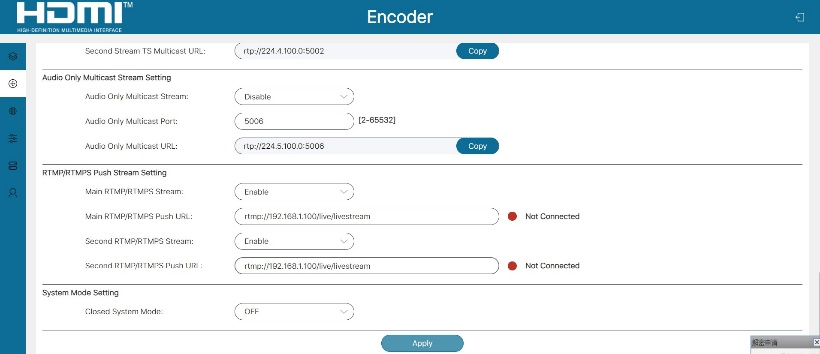 HDMI™
HIGH-DEFINITION MULTIMEDIA INTERFACE
Encoder
Second Stream TS Multicast URL: rtp://224.4.100.0:5002 Copy
Audio Only Multicast Stream Setting
Audio Only Multicast Stream: Disable
Audio Only Multicast Port: 5006 [2-65532]
Audio Only Multicast URL: rtp://224.5.100.0:5006 Copy
RTMP/RTMPS Push Stream Setting
Main RTMP/RTMPS Stream: Enable
Main RTMP/RTMPS Push URL: rtmp://192.168.1.100/live/livestream Not Connected
Second RTMP/RTMPS Stream: Enable
Second RTMP/RTMPS Push URL: rtmp://192.168.1.100/live/livestream Not Connected
System Mode Setting
Closed System Mode: OFF
Apply
解密申请